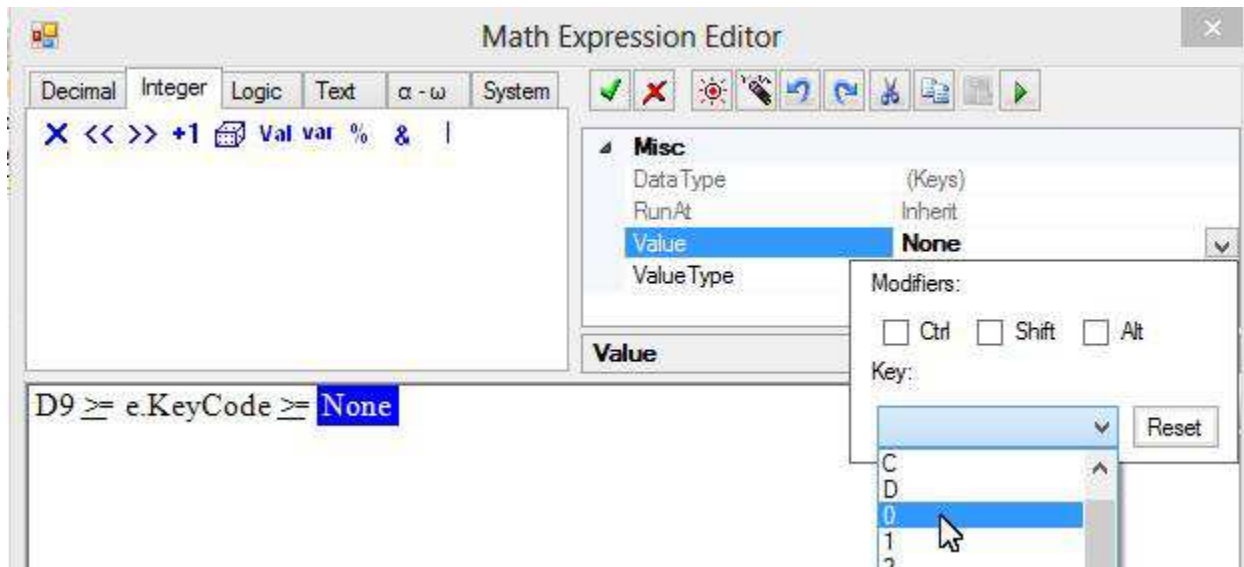 Math Expression Editor
Decimal Integer Logic Text α - ω System
X << >> +1 Val var % & |
Misc
DataType (Keys)
RunAt Inherit
Value None
ValueType
Modifiers:
Ctrl Shift Alt
Value
Key:
D9 >= e.KeyCode >= None
Reset
C
D
0
1
2